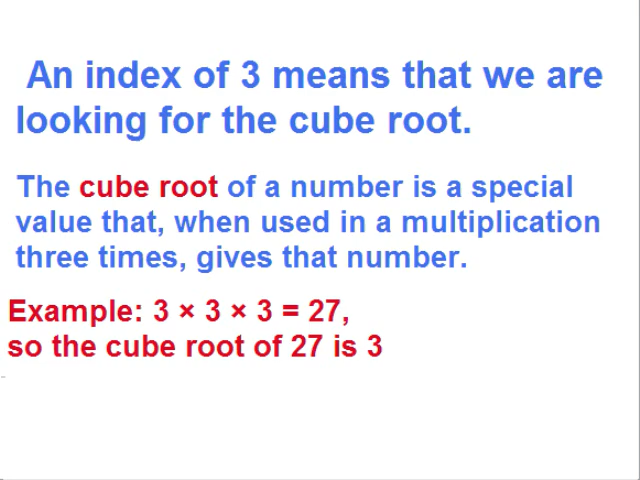 An index of 3 means that we are
looking for the cube root.
The cube root of a number is a special
value that, when used in a multiplication
three times, gives that number.
Example: 3 × 3 × 3 = 27,
so the cube root of 27 is 3